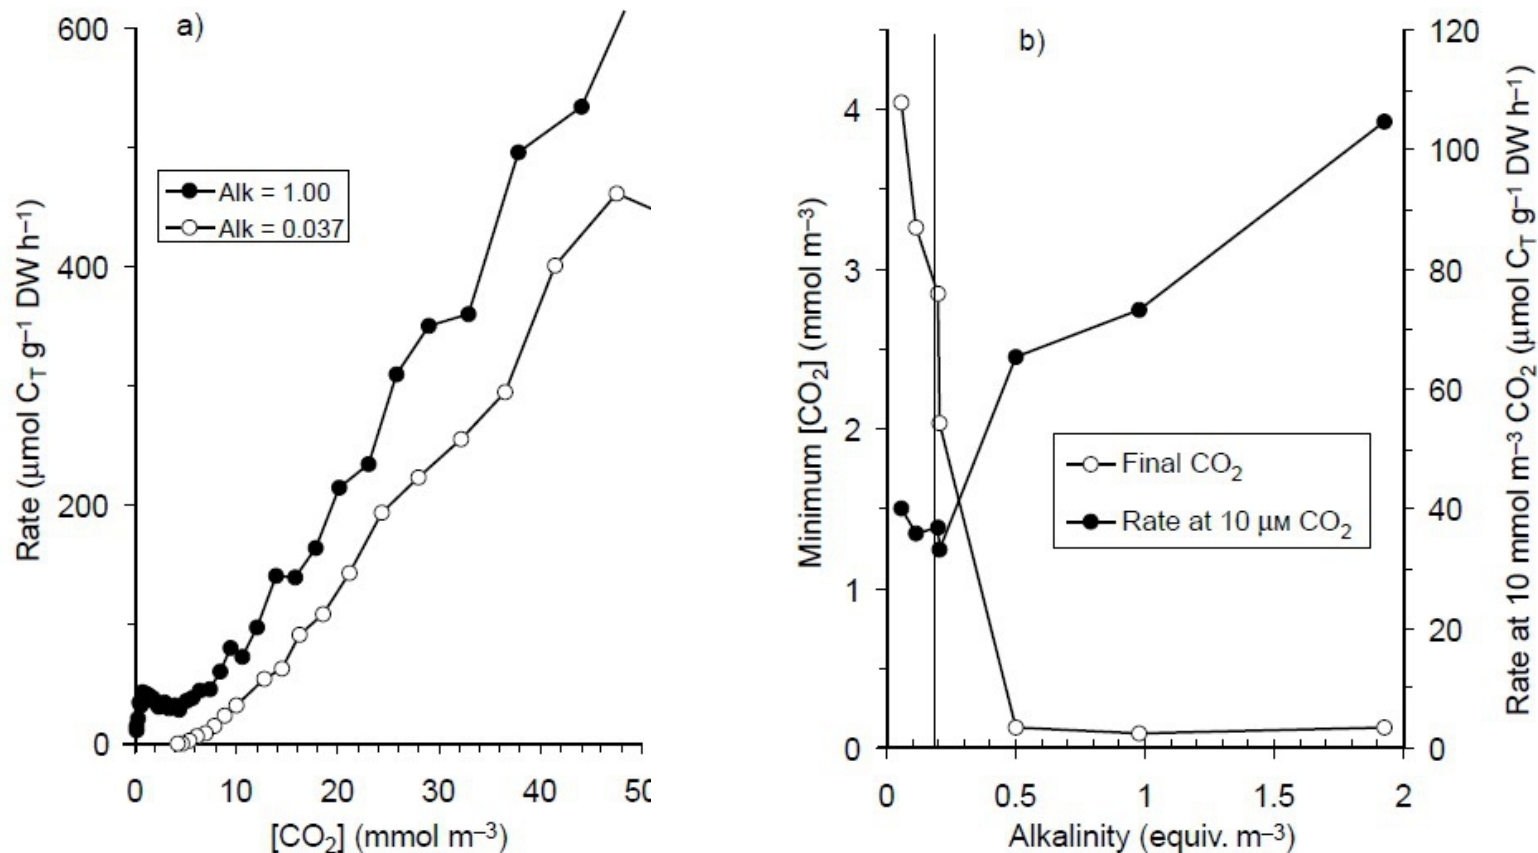 a)
600
400
200
0
Rate (μmol C_T g⁻¹ DW h⁻¹)
Alk = 1.00
Alk = 0.037
0 10 20 30 40 50
[CO₂] (mmol m⁻³)
b)
4
3
2
1
0
Minimum [CO₂] (mmol m⁻³)
Final CO₂
Rate at 10 μM CO₂
120
100
80
60
40
20
0
Rate at 10 mmol m⁻³ CO₂ (μmol C_T g⁻¹ DW h⁻¹)
0 0.5 1 1.5 2
Alkalinity (equiv. m⁻³)